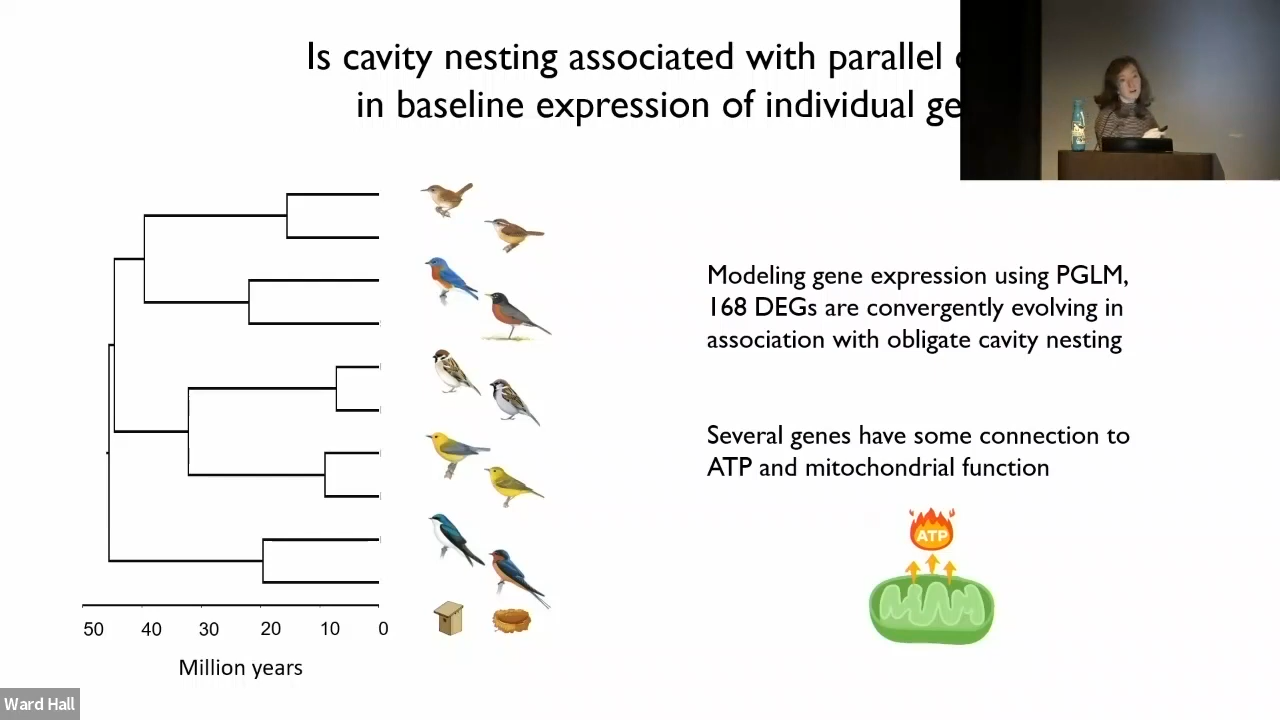 Is cavity nesting associated with parallel
in baseline expression of individual ge
Modeling gene expression using PGLM,
168 DEGs are convergently evolving in
association with obligate cavity nesting
Several genes have some connection to
ATP and mitochondrial function
ATP
50 40 30 20 10 0
Million years
Ward Hall